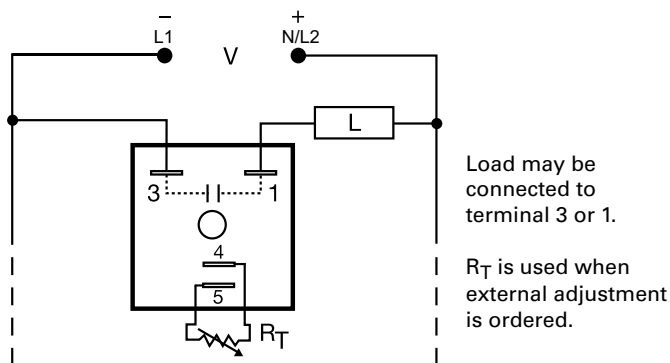 – +
L1 V N/L2
L
3 1
4
5
RT
Load may be
connected to
terminal 3 or 1.
RT is used when
external adjustment
is ordered.